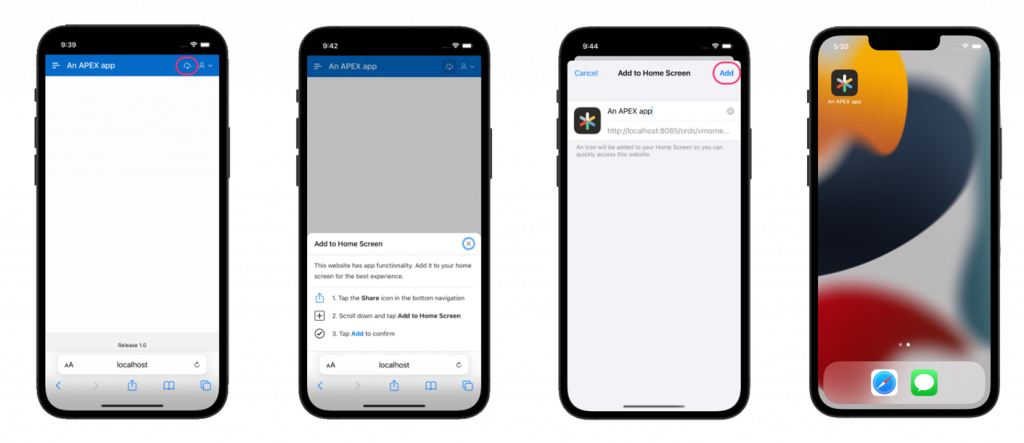 9:39
An APEX app
Release 1.0
AA
localhost
9:42
An APEX app
Add to Home Screen
This website has app functionality. Add it to your home
screen for the best experience.
1. Tap the Share icon in the bottom navigation
2. Scroll down and tap Add to Home Screen
3. Tap Add to confirm
AA
localhost
9:44
Cancel
Add to Home Screen
Add
An APEX app
http://localhost:8085/ords/vmorne...
An icon will be added to your Home Screen so you can
quickly access this website.
5:30
An APEX app